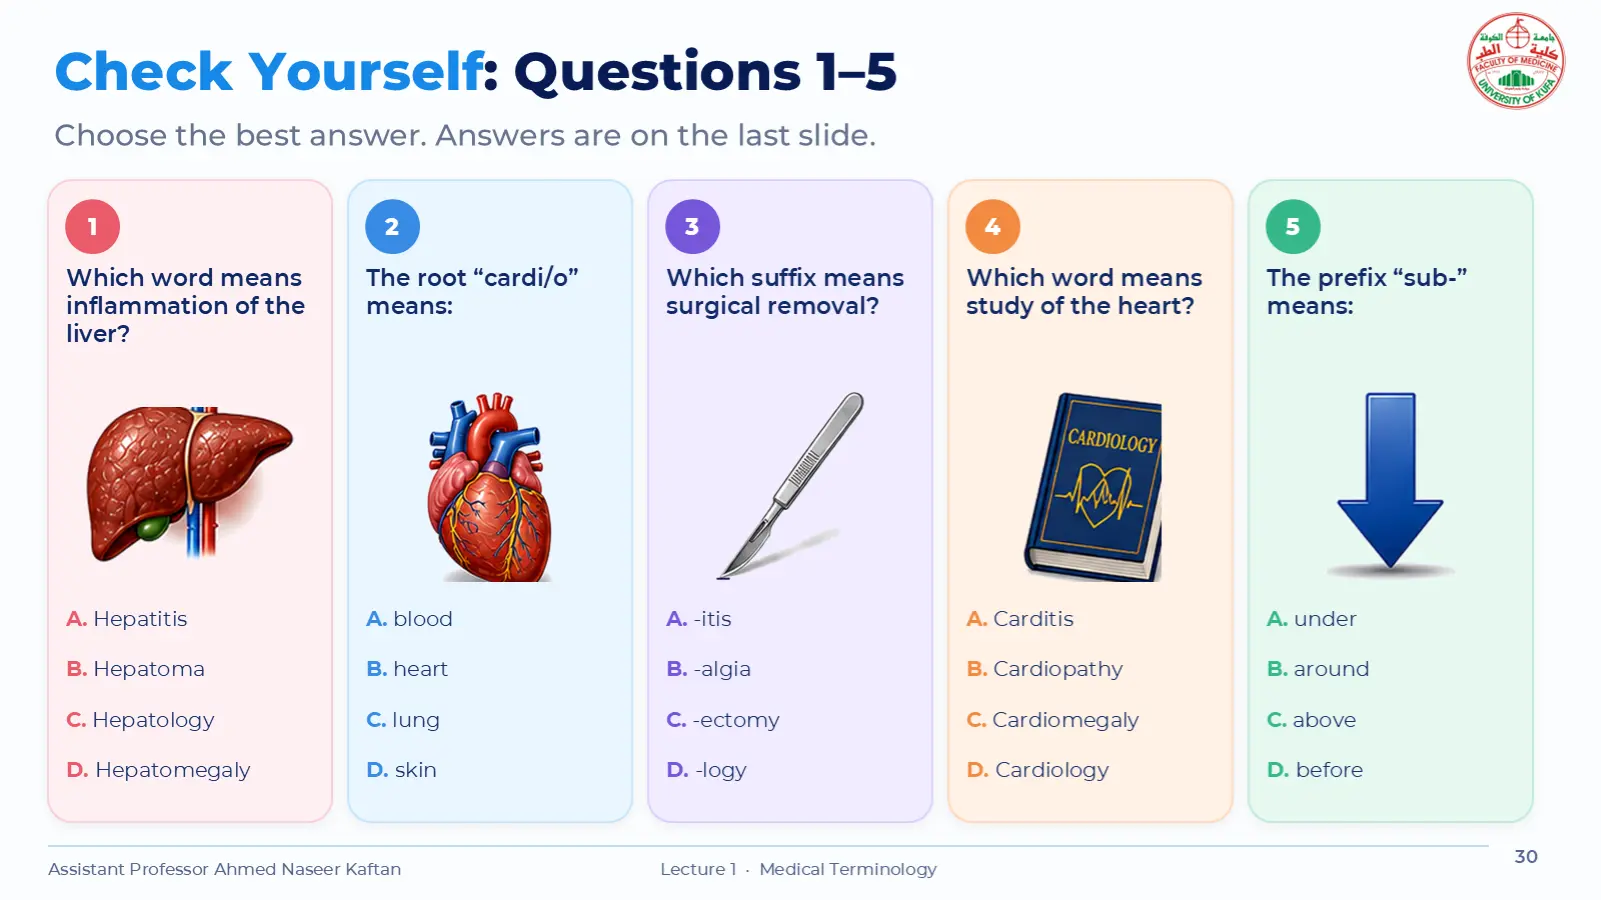 Check Yourself: Questions 1–5
Choose the best answer. Answers are on the last slide.
جامعة الكوفة
كلية الطب
FACULTY OF MEDICINE
UNIVERSITY OF KUFA
1
Which word means
inflammation of the
liver?
A. Hepatitis
B. Hepatoma
C. Hepatology
D. Hepatomegaly
2
The root “cardi/o”
means:
A. blood
B. heart
C. lung
D. skin
3
Which suffix means
surgical removal?
A. -itis
B. -algia
C. -ectomy
D. -logy
4
Which word means
study of the heart?
CARDIOLOGY
A. Carditis
B. Cardiopathy
C. Cardiomegaly
D. Cardiology
5
The prefix “sub-”
means:
A. under
B. around
C. above
D. before
Assistant Professor Ahmed Naseer Kaftan
Lecture 1 · Medical Terminology
30